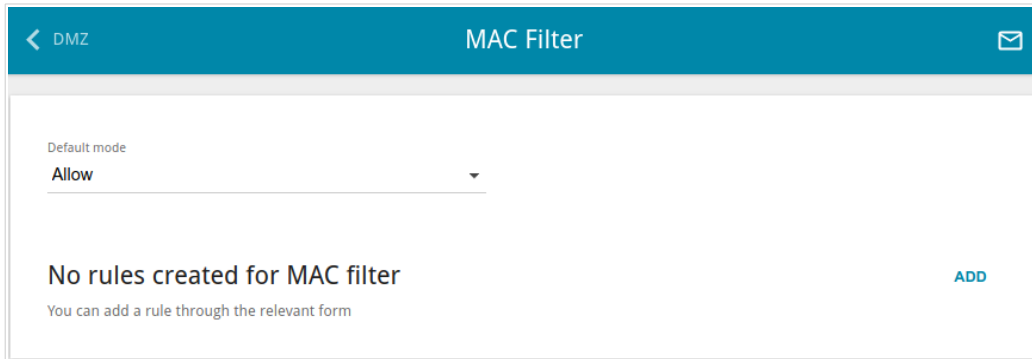 DMZ
MAC Filter
Default mode
Allow
No rules created for MAC filter
ADD
You can add a rule through the relevant form